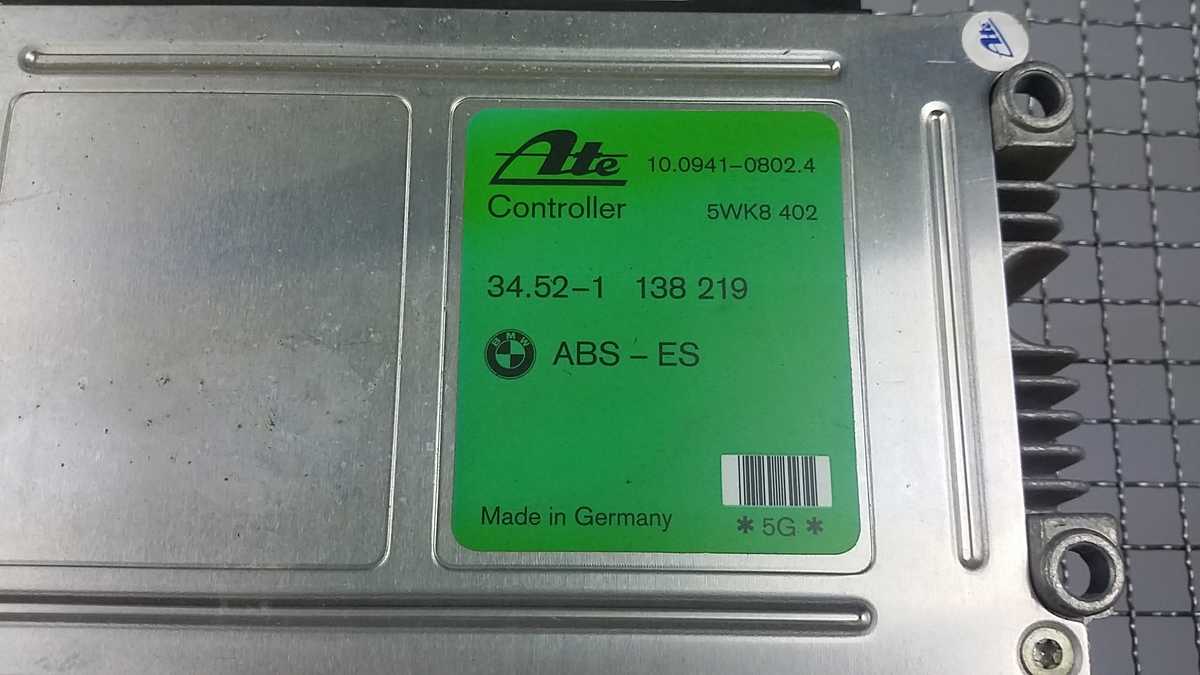 Ate
Ate 10.0941-0802.4
Controller 5WK8 402
34.52-1 138 219
BMW ABS - ES
Made in Germany * 5G *